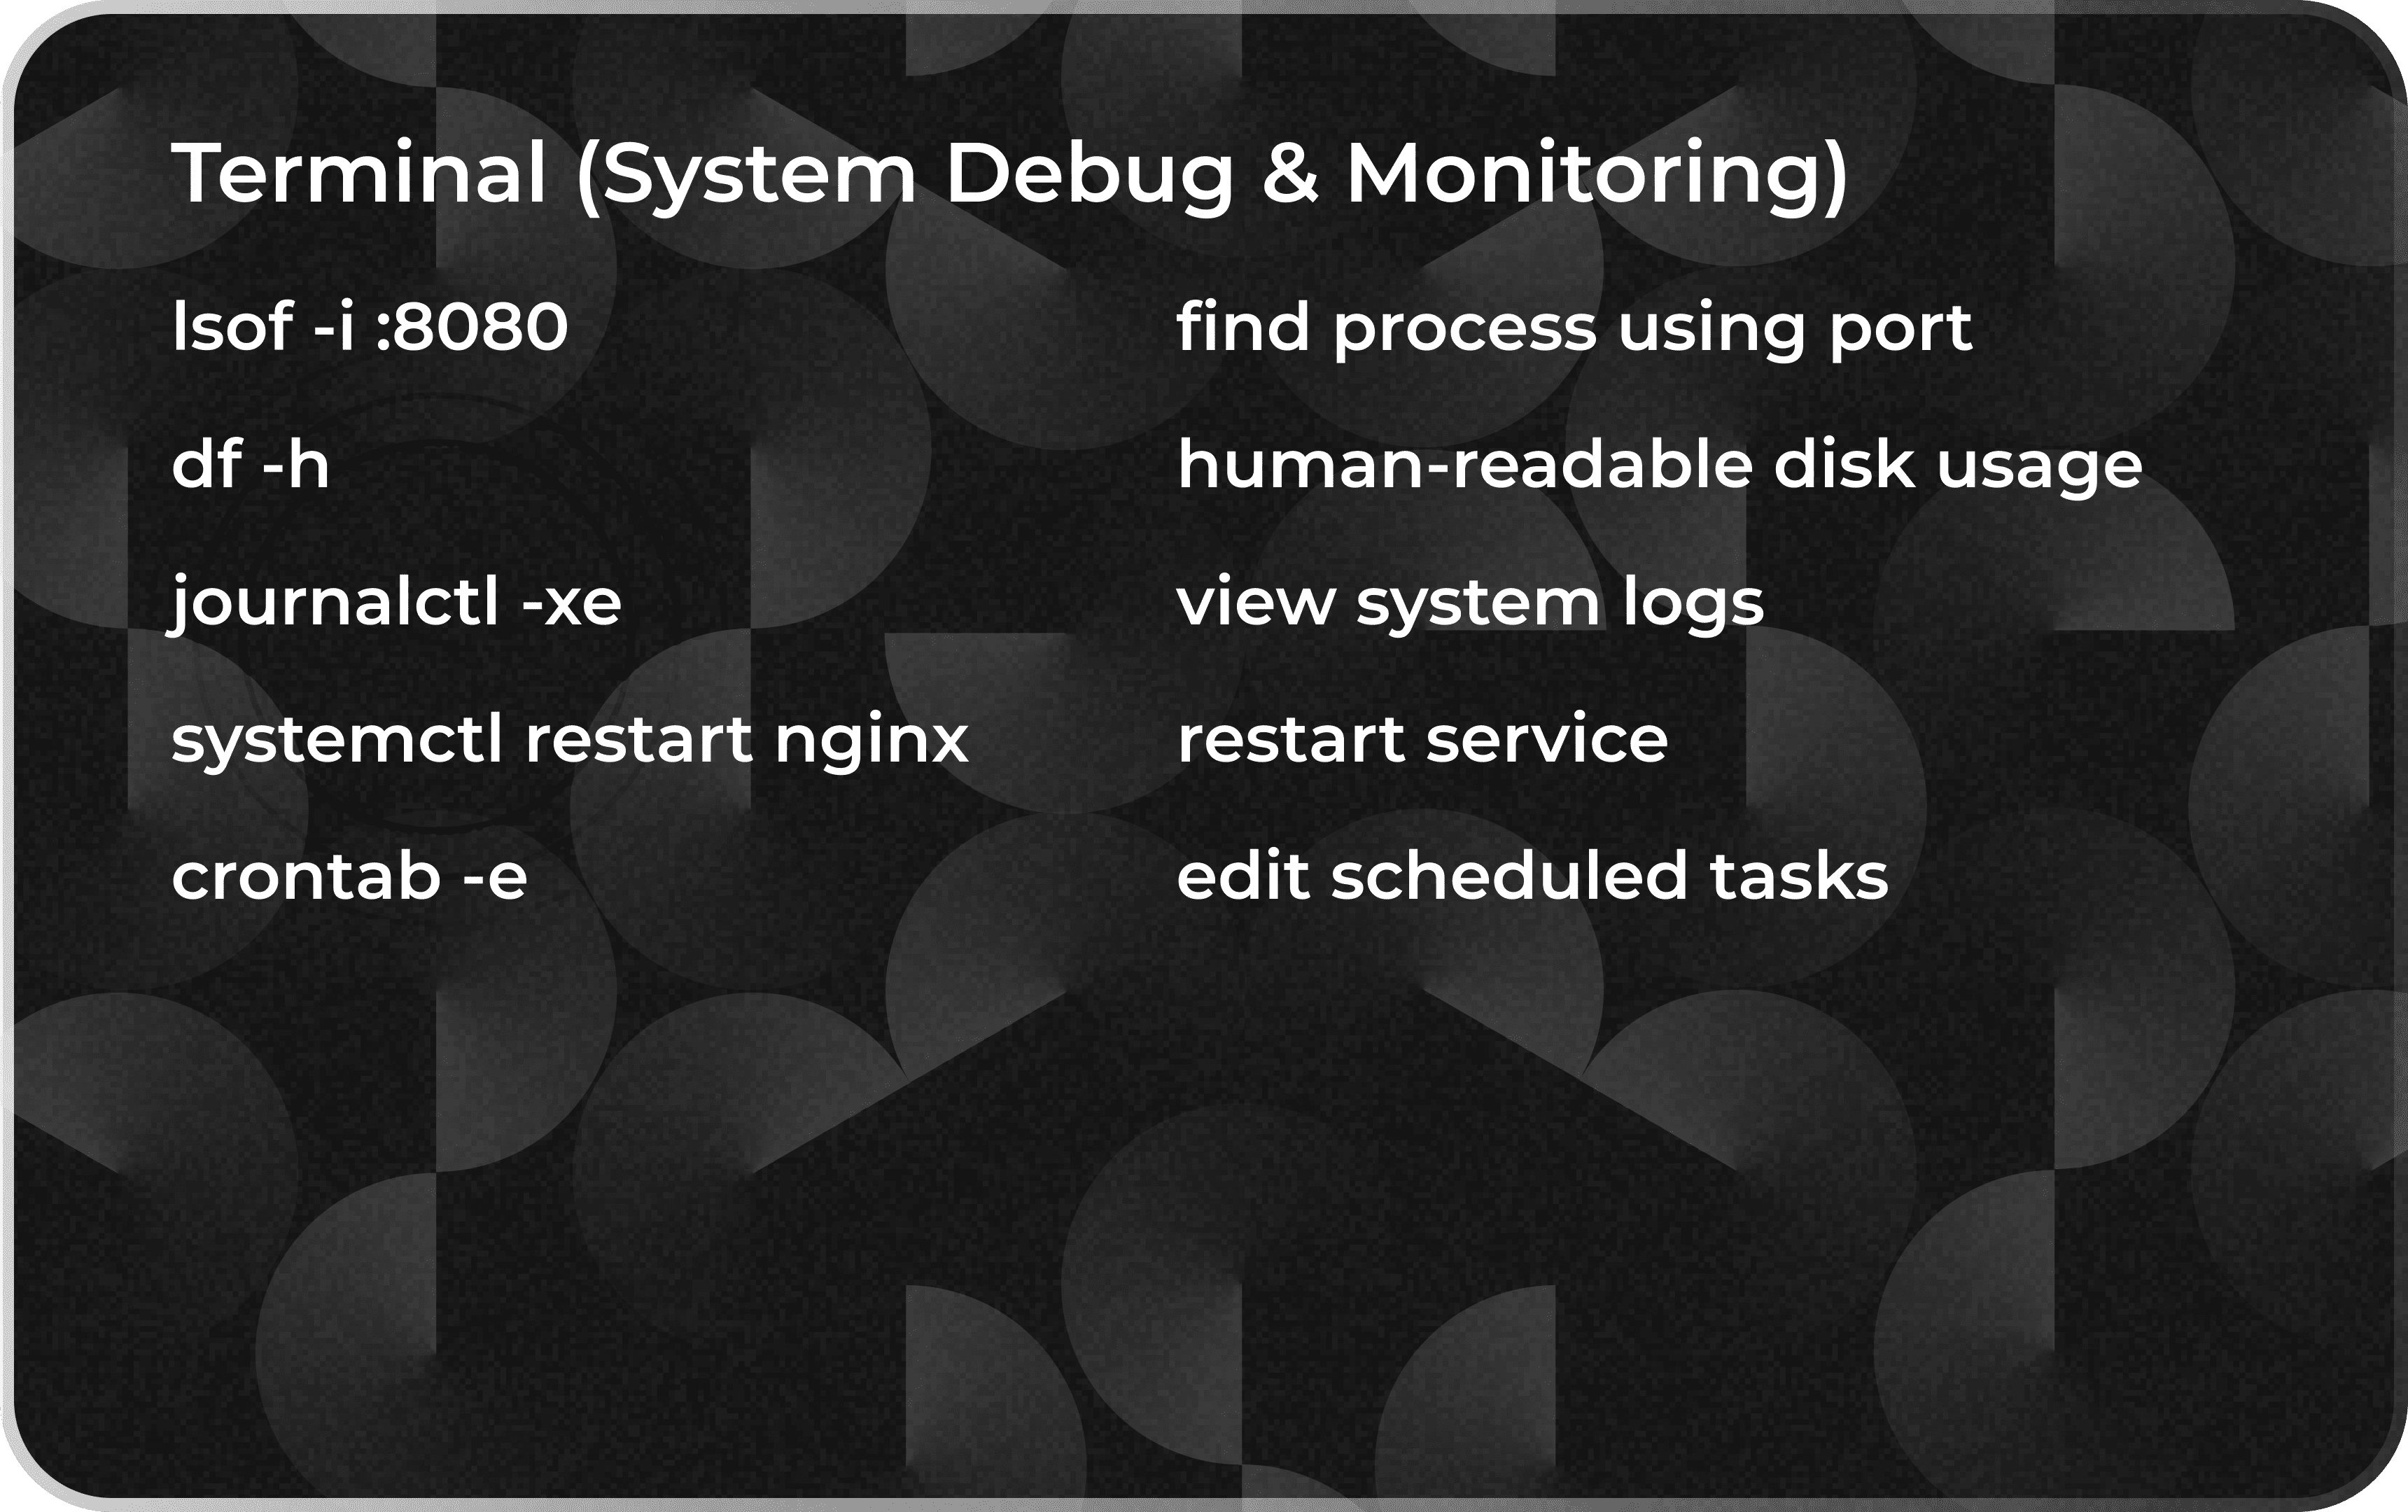 Terminal (System Debug & Monitoring)
lsof -i :8080 find process using port
df -h human-readable disk usage
journalctl -xe view system logs
systemctl restart nginx restart service
crontab -e edit scheduled tasks